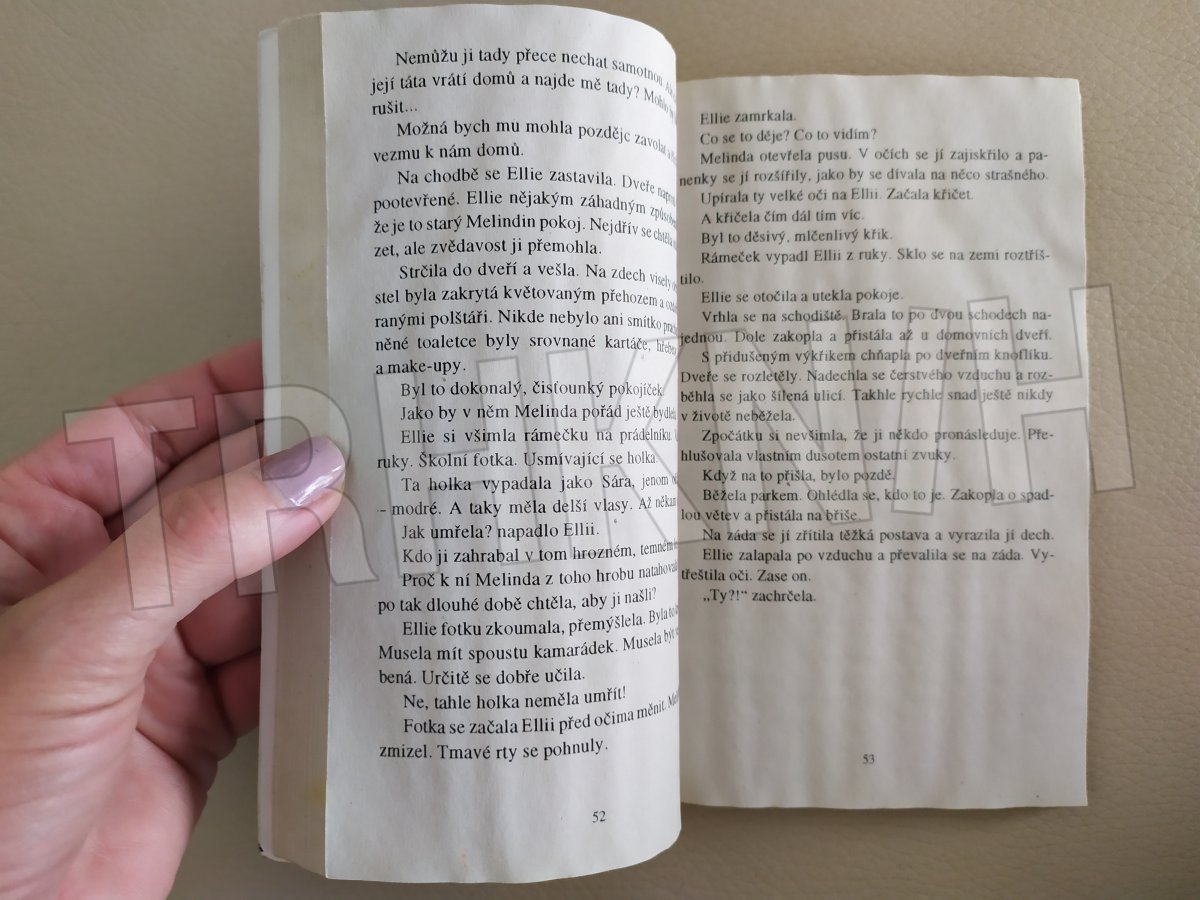 Nemůžu ji tady přece nechat samotnou.
její táta vrátí domů a najde mě tady?
rušit...
Možná bych mu mohla pozdějc zavolat a
vezmu k nám domů.
Na chodbě se Ellie zastavila. Dveře
pootevřené. Ellie nějakým záhadným
že je to starý Melindin pokoj. Nejdřív se chtěla
zet, ale zvědavost ji přemohla.
Strčila do dveří a vešla. Na zdech visely
stel byla zakrytá květovaným přehozem a
ranými polštáři. Nikde nebylo ani smítko
něné toaletce byly srovnané kartáče,
a make-upy.
Byl to dokonalý, čisťounký pokojíček.
Jako by v něm Melinda pořád ještě
Ellie si všimla rámečku na prádelníku.
ruky. Školní fotka. Usmívající se holka.
Ta holka vypadala jako Sára, jenom
– modré. A taky měla delší vlasy. Až
Jak umřela? napadlo Ellii.
Kdo ji zahrabal v tom hrozném, temném
Proč k ní Melinda z toho hrobu
po tak dlouhé době chtěla, aby ji našli?
Ellie fotku zkoumala, přemýšlela. Byla
Musela mít spoustu kamarádek. Musela být
bená. Určitě se dobře učila.
Ne, tahle holka neměla umřít!
Fotka se začala Ellii před očima měnit.
zmizel. Tmavé rty se pohnuly.
52
Ellie zamrkala.
Co se to děje? Co to vidím?
Melinda otevřela pusu. V očích se jí zajiskřilo a pa-
nenky se jí rozšířily, jako by se dívala na něco strašného.
Upírala ty velké oči na Ellii. Začala křičet.
A křičela čím dál tím víc.
Byl to děsivý, mlčenlivý křik.
Rámeček vypadl Ellii z ruky. Sklo se na zemi roztříš-
tilo.
Ellie se otočila a utekla pokoje.
Vrhla se na schodiště. Brala to po dvou schodech na-
jednou. Dole zakopla a přistála až u domovních dveří.
S přidušeným výkřikem chňapla po dveřním knoflíku.
Dveře se rozletěly. Nadechla se čerstvého vzduchu a roz-
běhla se jako šílená ulicí. Takhle rychle snad ještě nikdy
v životě neběžela.
Zpočátku si nevšimla, že ji někdo pronásleduje. Pře-
hlušovala vlastním dusotem ostatní zvuky.
Když na to přišla, bylo pozdě.
Běžela parkem. Ohlédla se, kdo to je. Zakopla o spad-
lou větev a přistála na břiše.
Na záda se jí zřítila těžká postava a vyrazila jí dech.
Ellie zalapala po vzduchu a převalila se na záda. Vy-
třeštila oči. Zase on.
„Ty?!“ zachrčela.
53
TRHKNIH